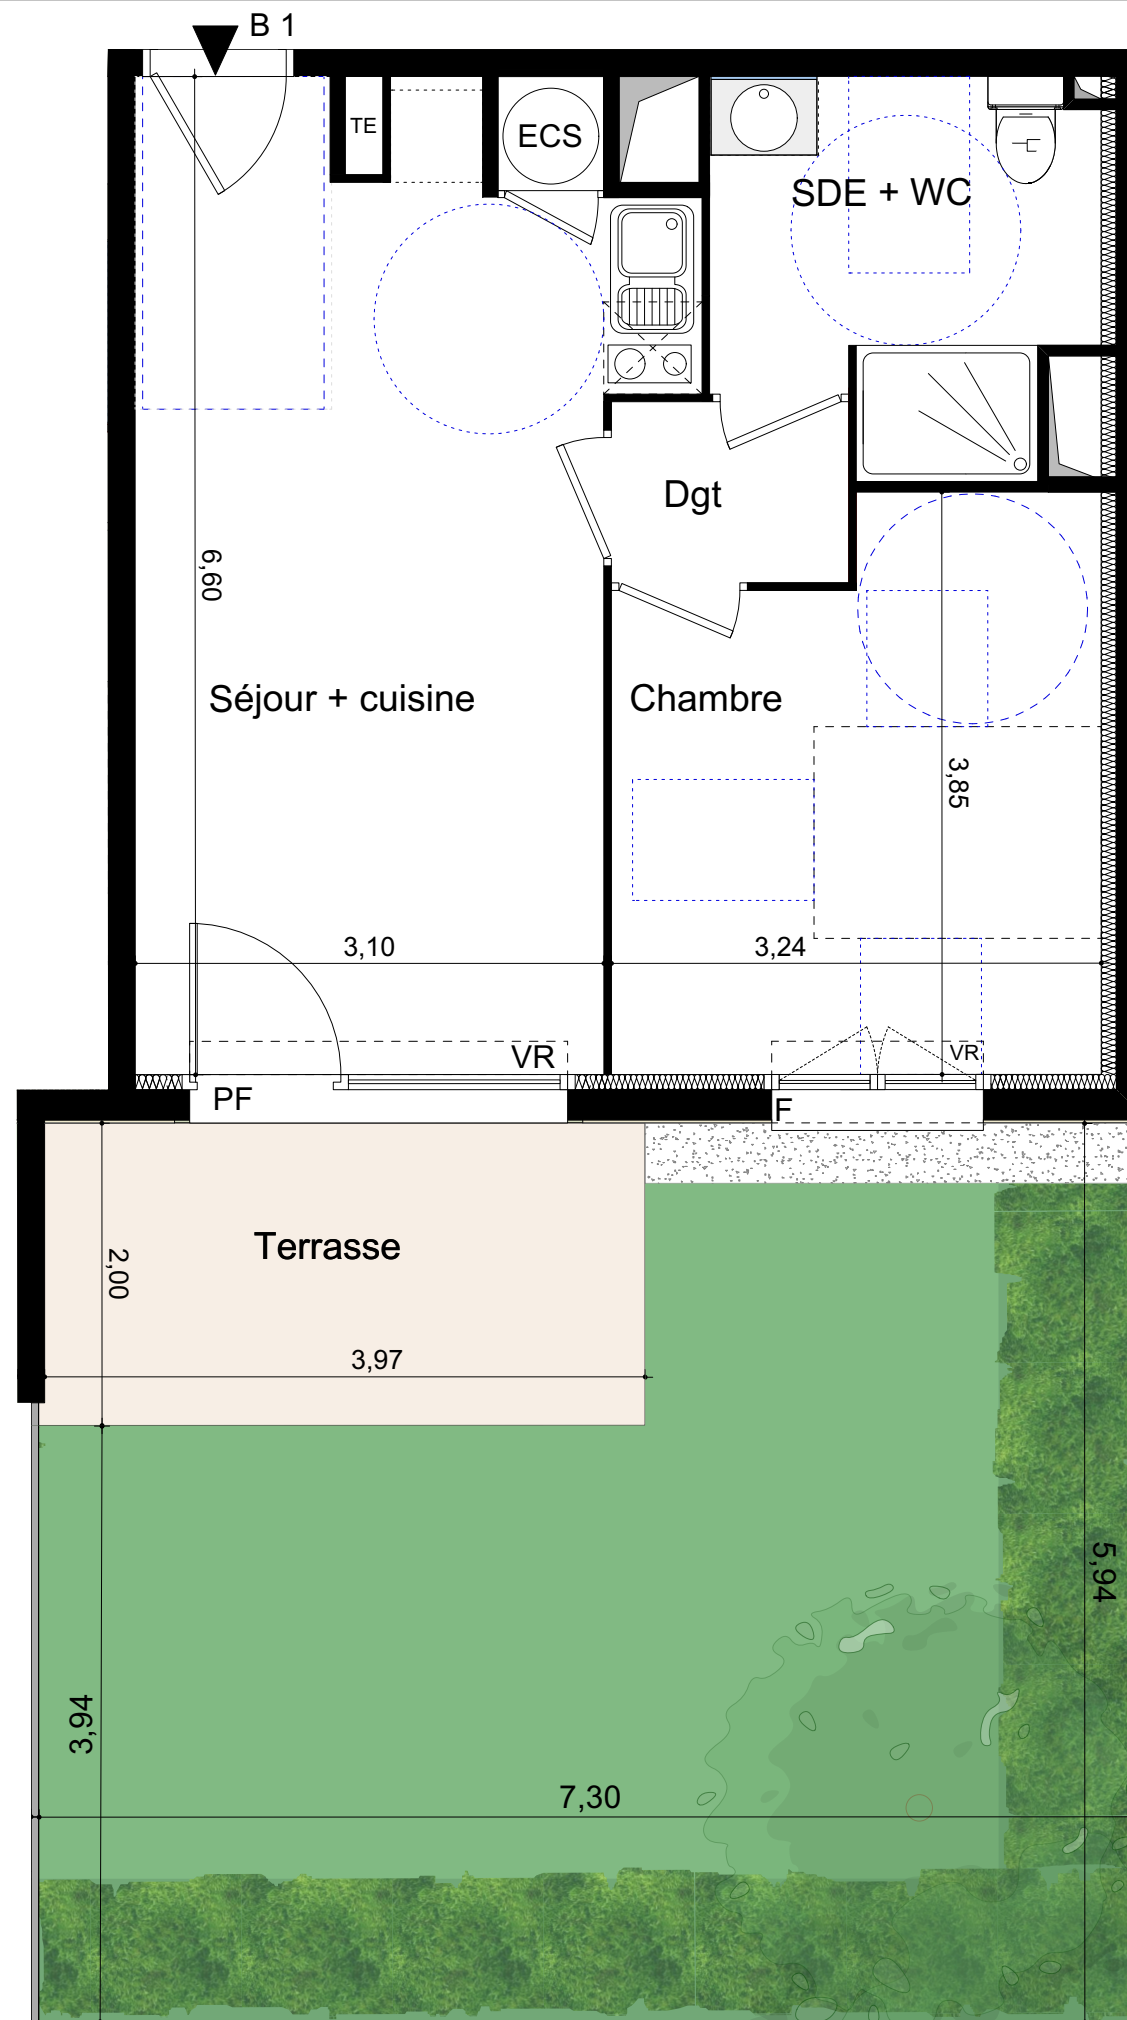 B 1
TE
ECS
SDE + WC
Dgt
6,60
Séjour + cuisine
Chambre
3,85
3,10
3,24
VR
VR
PF
F
Terrasse
2,00
3,97
5,94
3,94
7,30